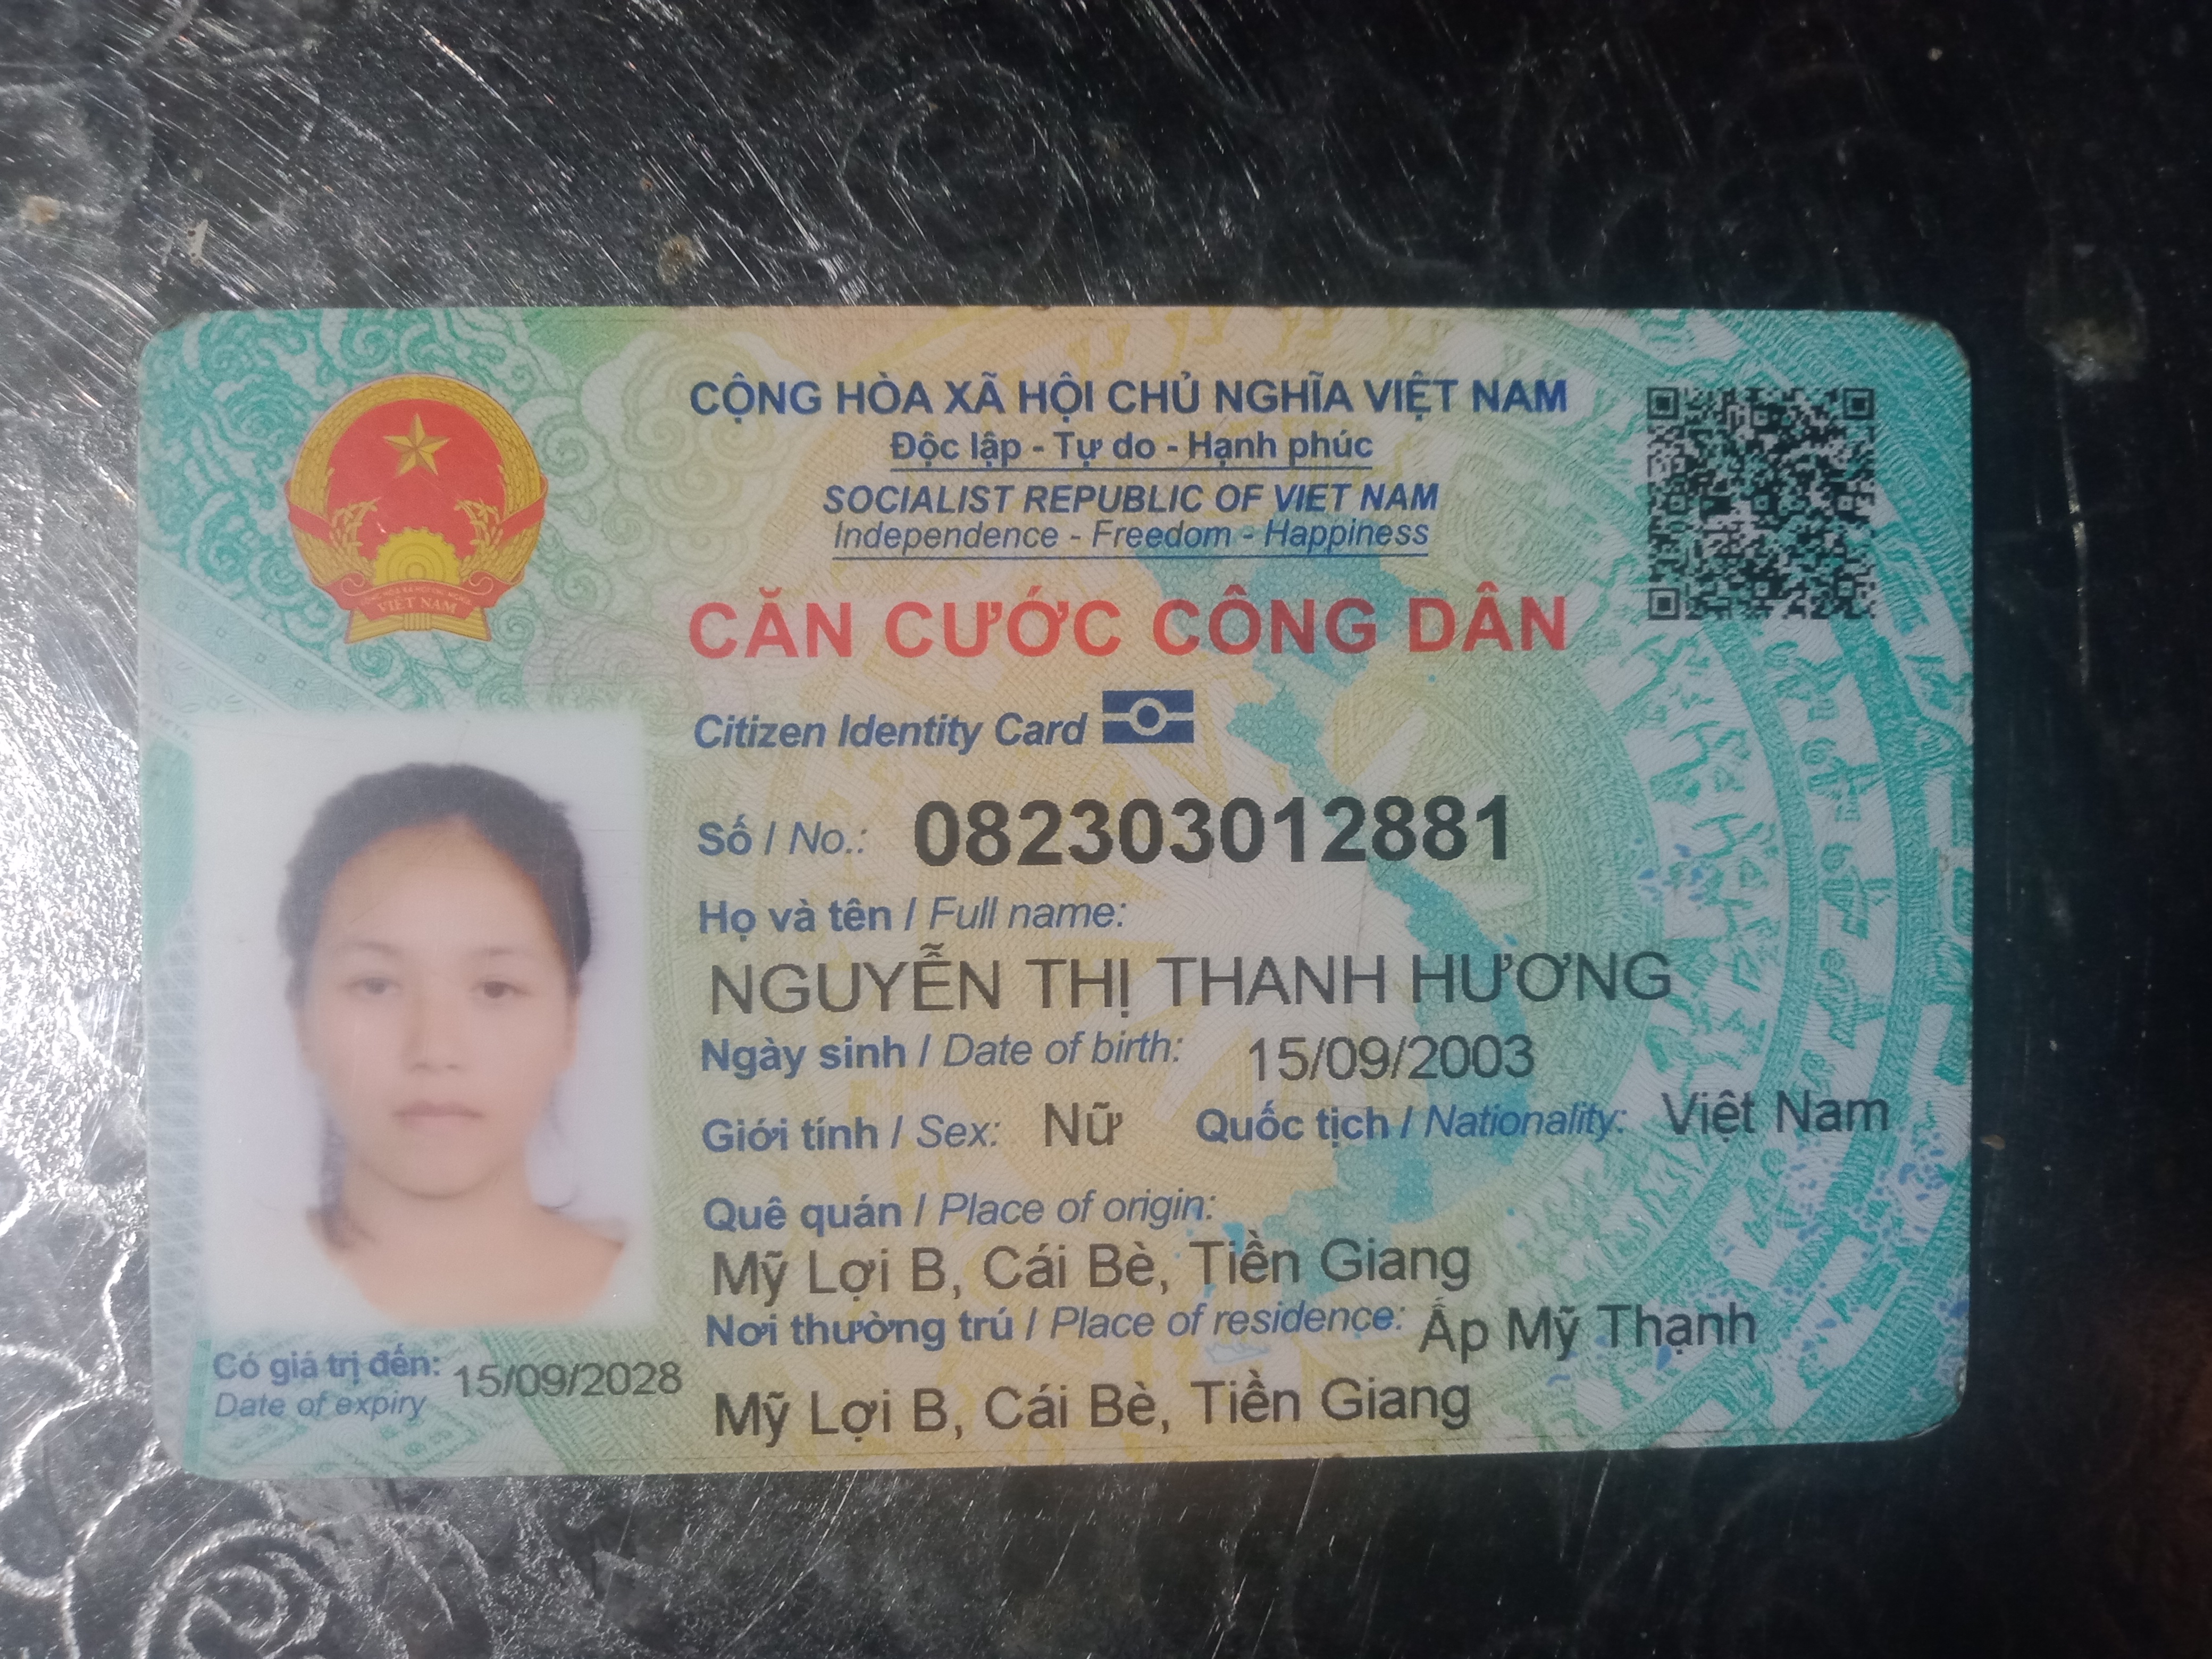 CỘNG HÒA XÃ HỘI CHỦ NGHĨA VIỆT NAM
Độc lập - Tự do - Hạnh phúc
SOCIALIST REPUBLIC OF VIET NAM
Independence - Freedom - Happiness
CĂN CƯỚC CÔNG DÂN
Citizen Identity Card
VIỆT NAM
Số / No.: 082303012881
Họ và tên / Full name:
NGUYỄN THỊ THANH HƯƠNG
Ngày sinh / Date of birth: 15/09/2003
Giới tính / Sex: Nữ Quốc tịch / Nationality: Việt Nam
Quê quán / Place of origin:
Mỹ Lợi B, Cái Bè, Tiền Giang
Nơi thường trú / Place of residence: Ấp Mỹ Thạnh
Mỹ Lợi B, Cái Bè, Tiền Giang
Có giá trị đến: 15/09/2028
Date of expiry